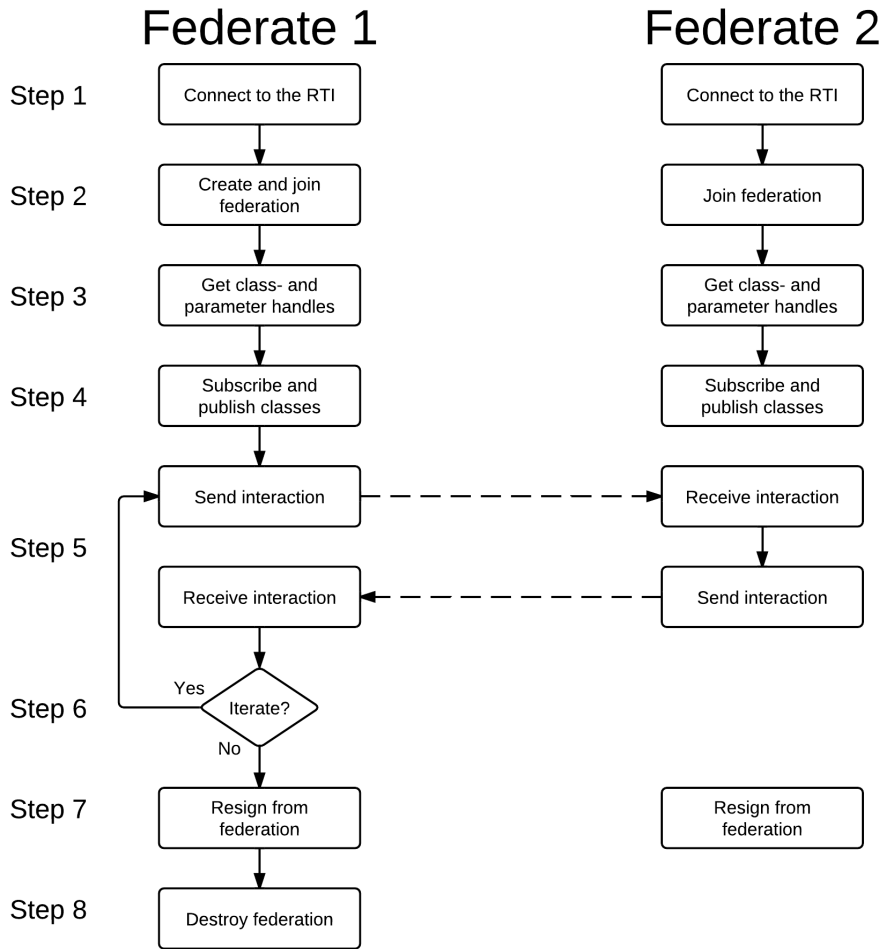 Federate 1
Federate 2
Step 1
Connect to the RTI
Connect to the RTI
Step 2
Create and join
federation
Join federation
Step 3
Get class- and
parameter handles
Get class- and
parameter handles
Step 4
Subscribe and
publish classes
Subscribe and
publish classes
Send interaction
Receive interaction
Step 5
Receive interaction
Send interaction
Yes
Step 6
Iterate?
No
Step 7
Resign from
federation
Resign from
federation
Step 8
Destroy federation